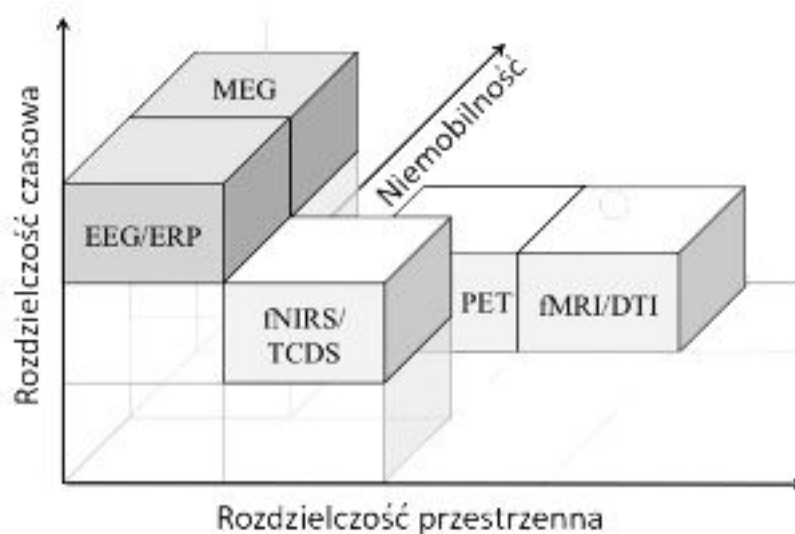 MEG
Niemobilność
Rozdzielczość czasowa
EEG/ERP
fNIRS/
TCDS
PET
fMRI/DTI
Rozdzielczość przestrzenna